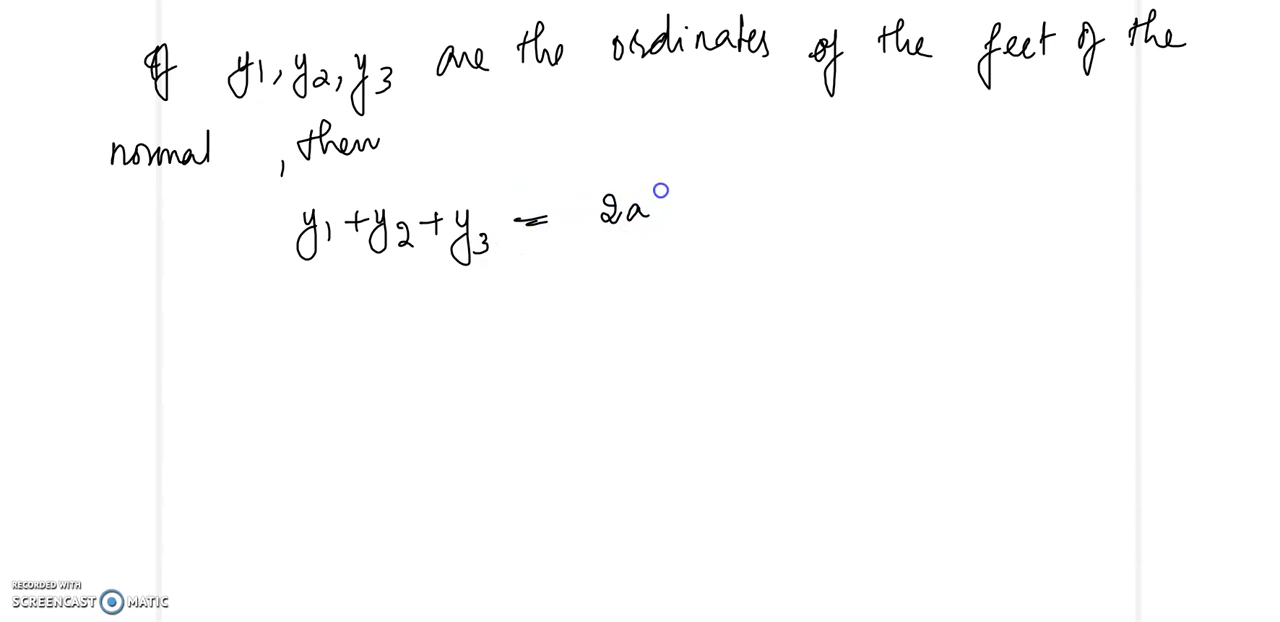 If y1, y2, y3 are the ordinates of the feet of the
normal , then
y1 + y2 + y3 = 2a
RECORDED WITH
SCREENCAST MATIC